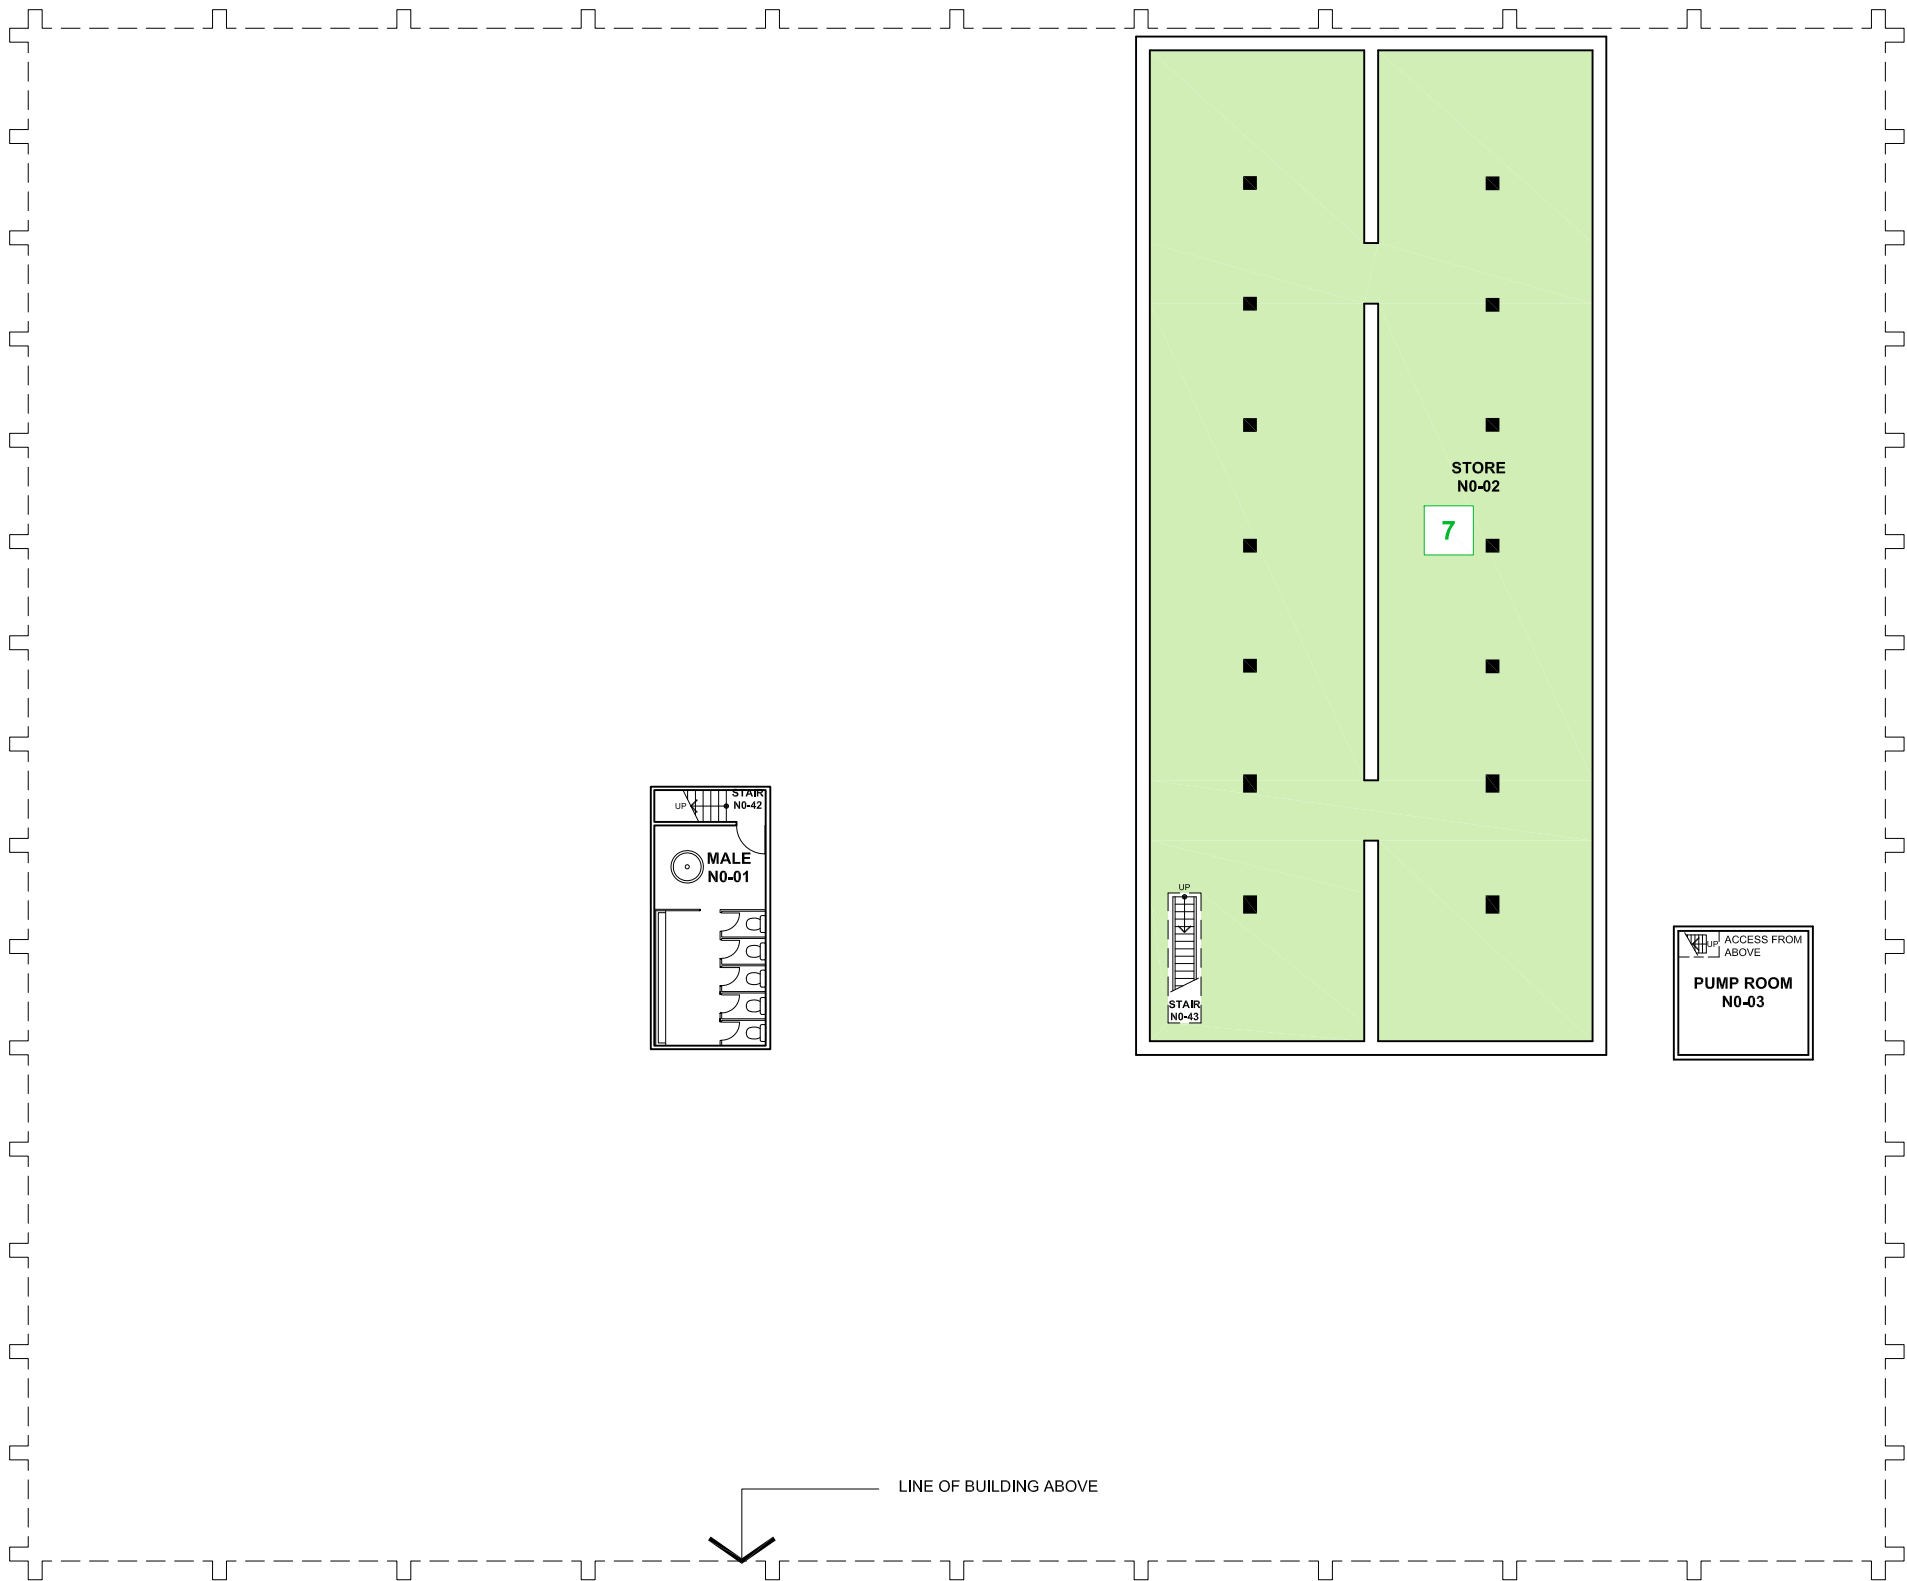 STORE
N0-02
7
STAIR
UP
N0-42
MALE
N0-01
UP
STAIR
N0-43
UP
ACCESS FROM
ABOVE
PUMP ROOM
N0-03
LINE OF BUILDING ABOVE